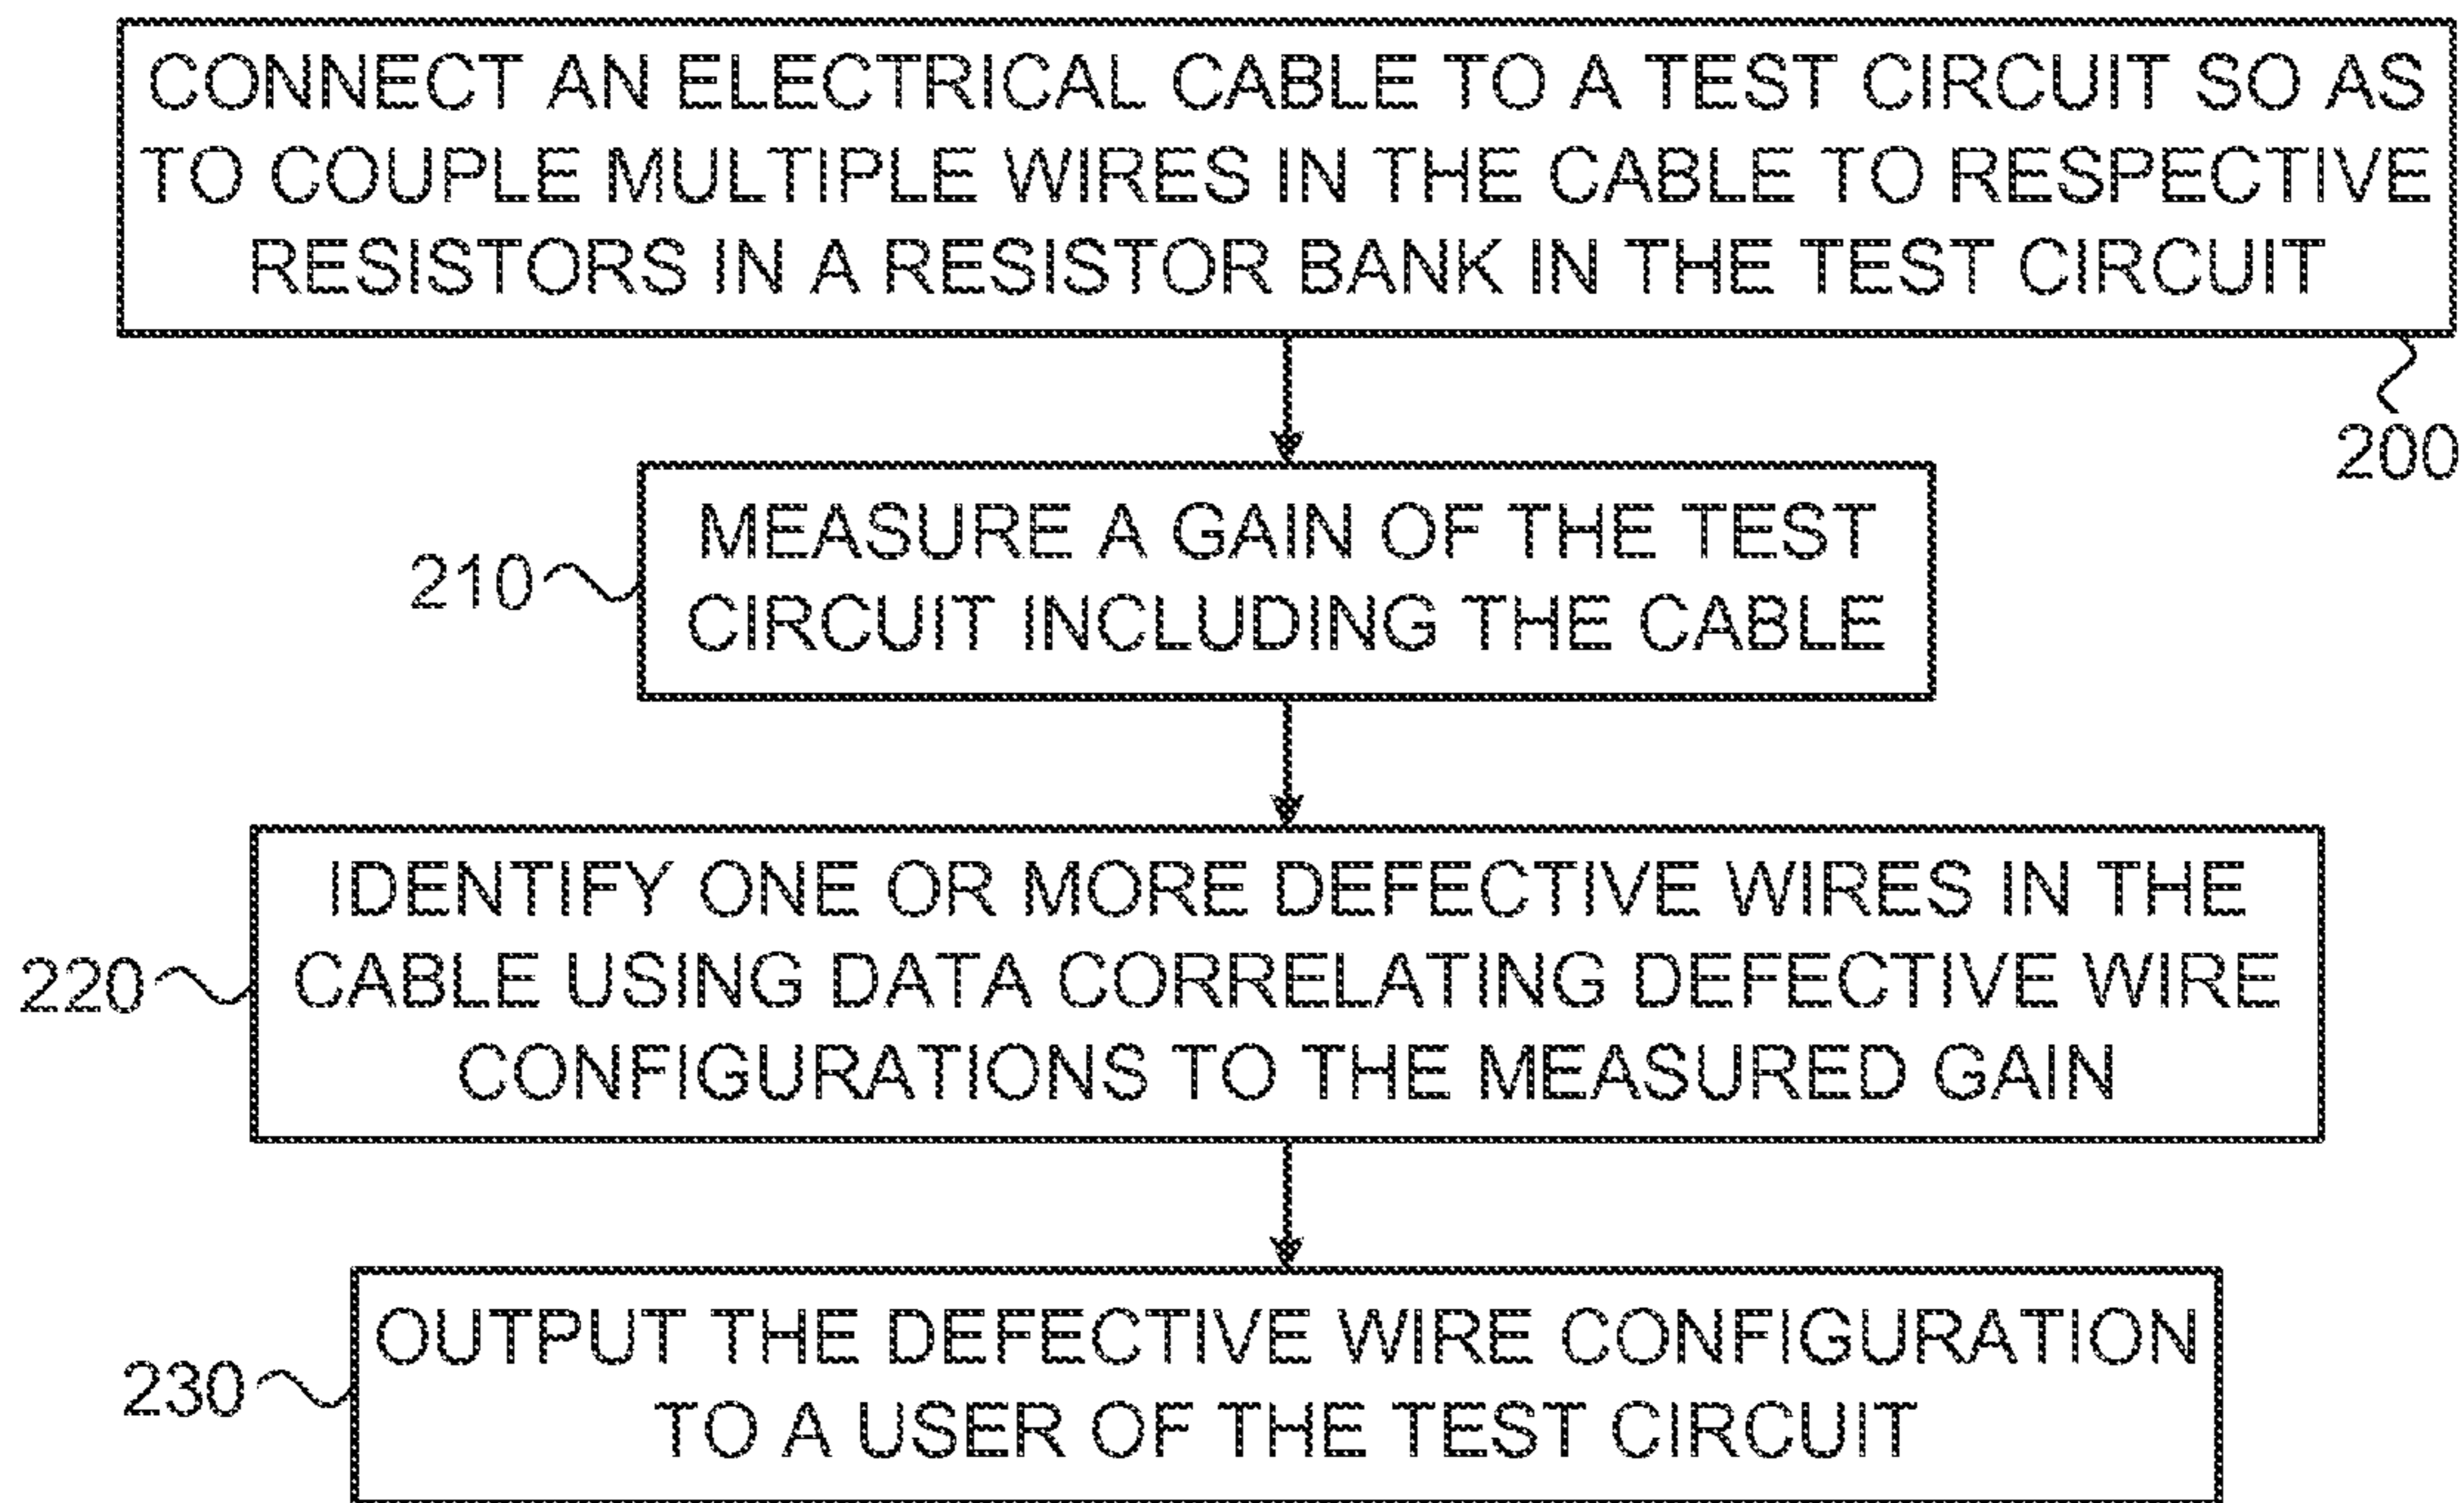 CONNECT AN ELECTRICAL CABLE TO A TEST CIRCUIT SO AS
TO COUPLE MULTIPLE WIRES IN THE CABLE TO RESPECTIVE
RESISTORS IN A RESISTOR BANK IN THE TEST CIRCUIT
200
MEASURE A GAIN OF THE TEST
CIRCUIT INCLUDING THE CABLE
210
IDENTIFY ONE OR MORE DEFECTIVE WIRES IN THE
CABLE USING DATA CORRELATING DEFECTIVE WIRE
CONFIGURATIONS TO THE MEASURED GAIN
220
OUTPUT THE DEFECTIVE WIRE CONFIGURATION
TO A USER OF THE TEST CIRCUIT
230